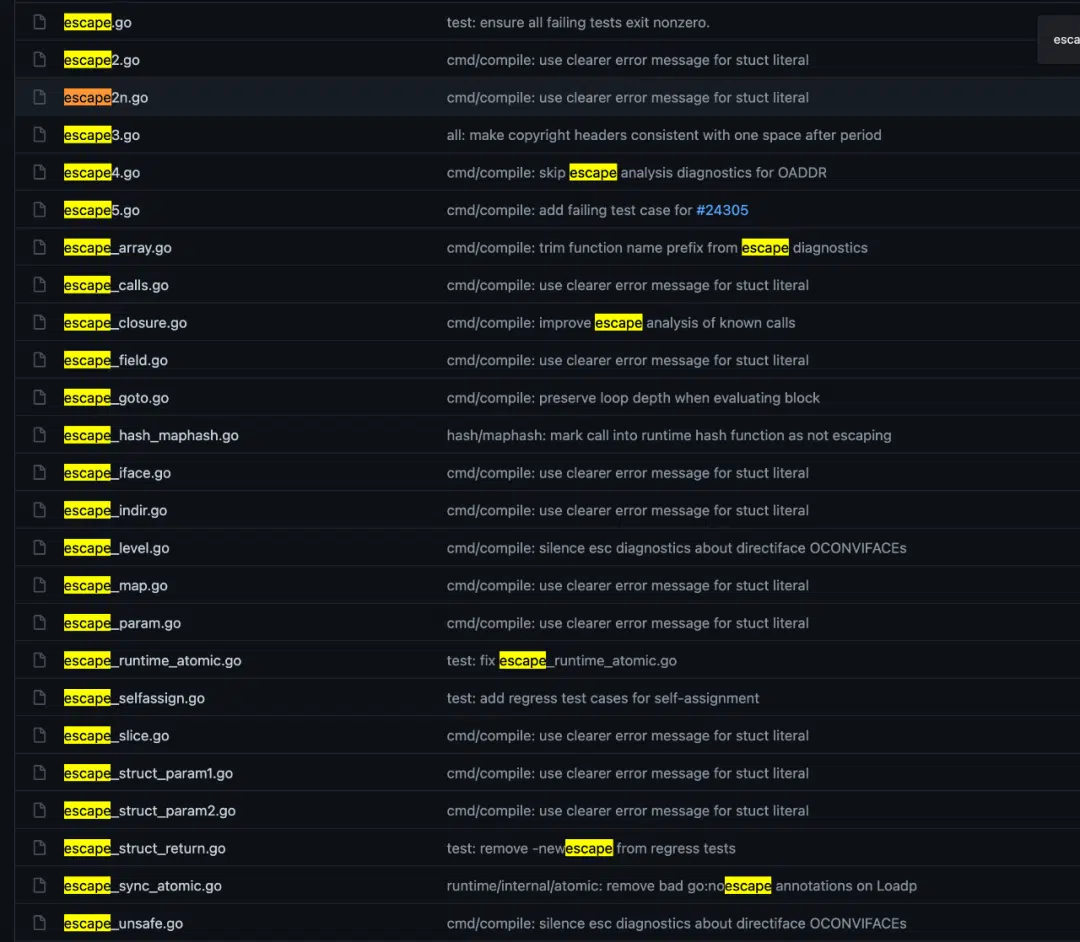 esca
escape.go test: ensure all failing tests exit nonzero.
escape2.go cmd/compile: use clearer error message for stuct literal
escape2n.go cmd/compile: use clearer error message for stuct literal
escape3.go all: make copyright headers consistent with one space after period
escape4.go cmd/compile: skip escape analysis diagnostics for OADDR
escape5.go cmd/compile: add failing test case for #24305
escape_array.go cmd/compile: trim function name prefix from escape diagnostics
escape_calls.go cmd/compile: use clearer error message for stuct literal
escape_closure.go cmd/compile: improve escape analysis of known calls
escape_field.go cmd/compile: use clearer error message for stuct literal
escape_goto.go cmd/compile: preserve loop depth when evaluating block
escape_hash_maphash.go hash/maphash: mark call into runtime hash function as not escaping
escape_iface.go cmd/compile: use clearer error message for stuct literal
escape_indir.go cmd/compile: use clearer error message for stuct literal
escape_level.go cmd/compile: silence esc diagnostics about directiface OCONVIFACEs
escape_map.go cmd/compile: use clearer error message for stuct literal
escape_param.go cmd/compile: use clearer error message for stuct literal
escape_runtime_atomic.go test: fix escape_runtime_atomic.go
escape_selfassign.go test: add regress test cases for self-assignment
escape_slice.go cmd/compile: use clearer error message for stuct literal
escape_struct_param1.go cmd/compile: use clearer error message for stuct literal
escape_struct_param2.go cmd/compile: use clearer error message for stuct literal
escape_struct_return.go test: remove -newescape from regress tests
escape_sync_atomic.go runtime/internal/atomic: remove bad go:noescape annotations on Loadp
escape_unsafe.go cmd/compile: silence esc diagnostics about directiface OCONVIFACEs